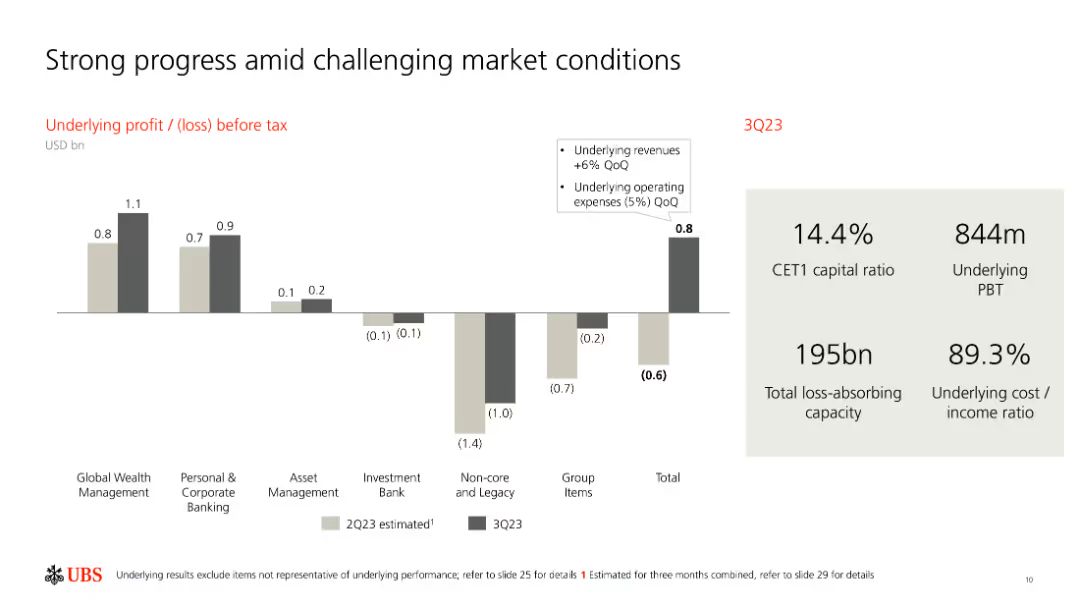 Strong progress amid challenging market conditions
Underlying profit / (loss) before tax
USD bn
3Q23
• Underlying revenues
+6% QoQ
• Underlying operating
expenses (5%) QoQ
0.8
1.1
0.7
0.9
0.1
0.2
(0.1)
(0.1)
(1.4)
(1.0)
(0.7)
(0.2)
(0.6)
0.8
Global Wealth
Management
Personal &
Corporate
Banking
Asset
Management
Investment
Bank
Non-core
and Legacy
Group
Items
Total
2Q23 estimated¹
3Q23
14.4%
CET1 capital ratio
844m
Underlying
PBT
195bn
Total loss-absorbing
capacity
89.3%
Underlying cost /
income ratio
UBS
Underlying results exclude items not representative of underlying performance; refer to slide 25 for details 1 Estimated for three months combined, refer to slide 29 for details
10